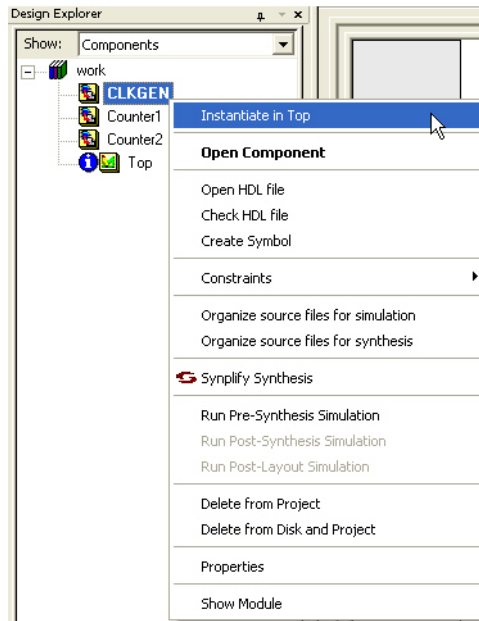 Design Explorer
Show: Components
work
CLKGEN
Counter1
Counter2
Top
Instantiate in Top
Open Component
Open HDL file
Check HDL file
Create Symbol
Constraints
Organize source files for simulation
Organize source files for synthesis
Synplify Synthesis
Run Pre-Synthesis Simulation
Run Post-Synthesis Simulation
Run Post-Layout Simulation
Delete from Project
Delete from Disk and Project
Properties
Show Module